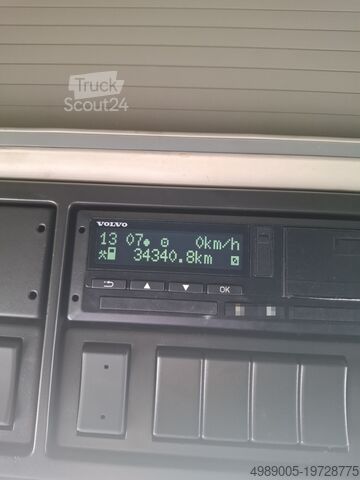 Truck
Scout24
VOLVO
13 07 0km/h
34340.8km
OK
4989005-19728775